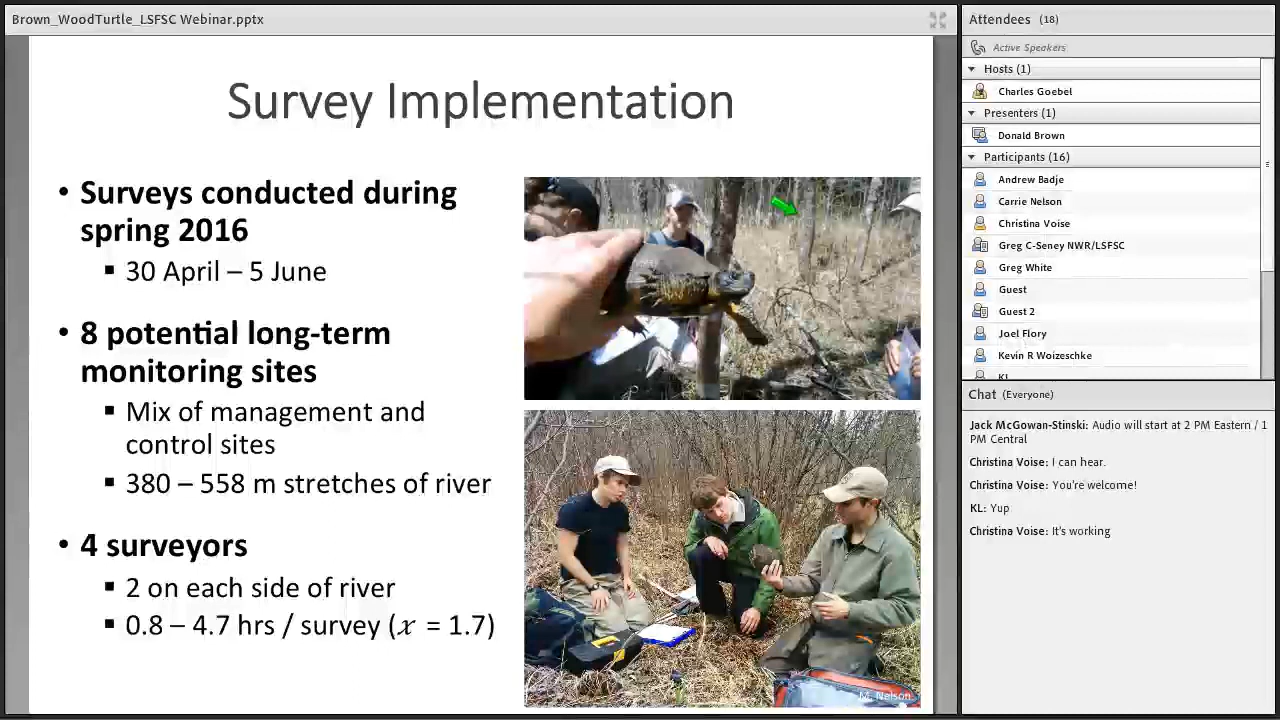 Brown_WoodTurtle_LSFSC Webinar.pptx
Survey Implementation
• Surveys conducted during
spring 2016
▪ 30 April – 5 June
• 8 potential long-term
monitoring sites
▪ Mix of management and
control sites
▪ 380 – 558 m stretches of river
• 4 surveyors
▪ 2 on each side of river
▪ 0.8 – 4.7 hrs / survey (x = 1.7)
M. Nelson
Attendees (18)
Active Speakers
Hosts (1)
Charles Goebel
Presenters (1)
Donald Brown
Participants (16)
Andrew Badje
Carrie Nelson
Christina Voise
Greg C-Seney NWR/LSFSC
Greg White
Guest
Guest 2
Joel Flory
Kevin R Woizeschke
KL
Chat (Everyone)
Jack McGowan-Stinski: Audio will start at 2 PM Eastern / 1
PM Central
Christina Voise: I can hear.
Christina Voise: You're welcome!
KL: Yup
Christina Voise: It's working